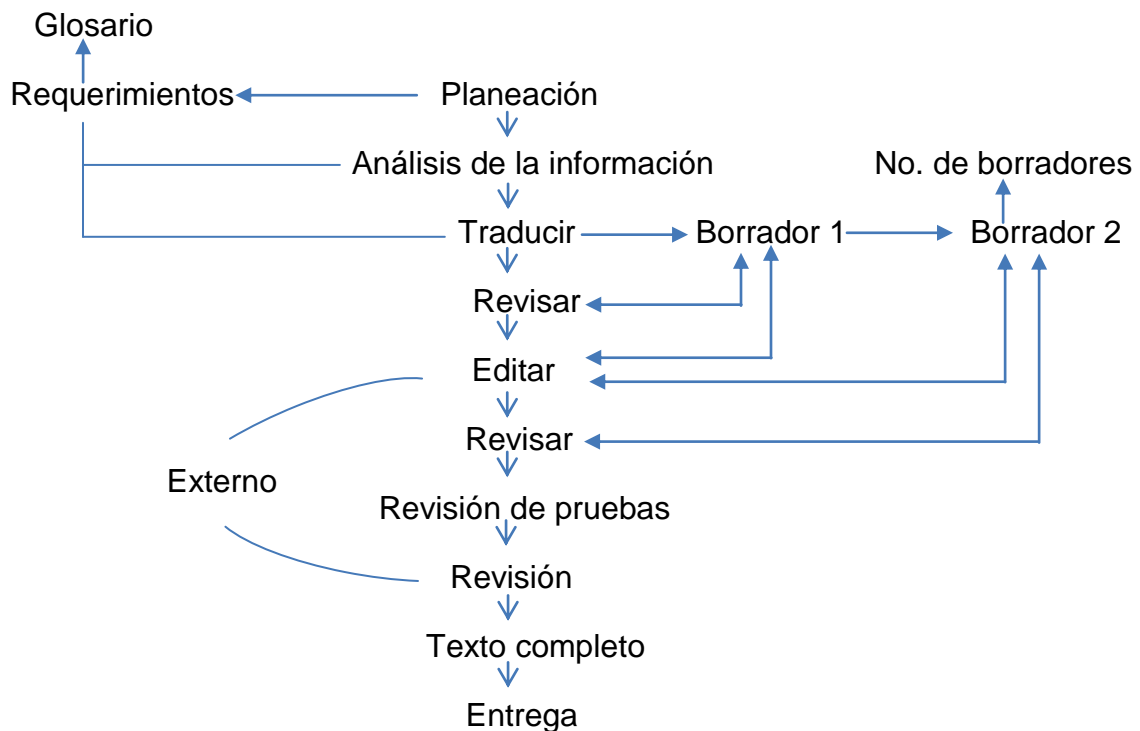 Glosario
Requerimientos
Planeación
Análisis de la información
No. de borradores
Traducir
Borrador 1
Borrador 2
Revisar
Editar
Revisar
Externo
Revisión de pruebas
Revisión
Texto completo
Entrega